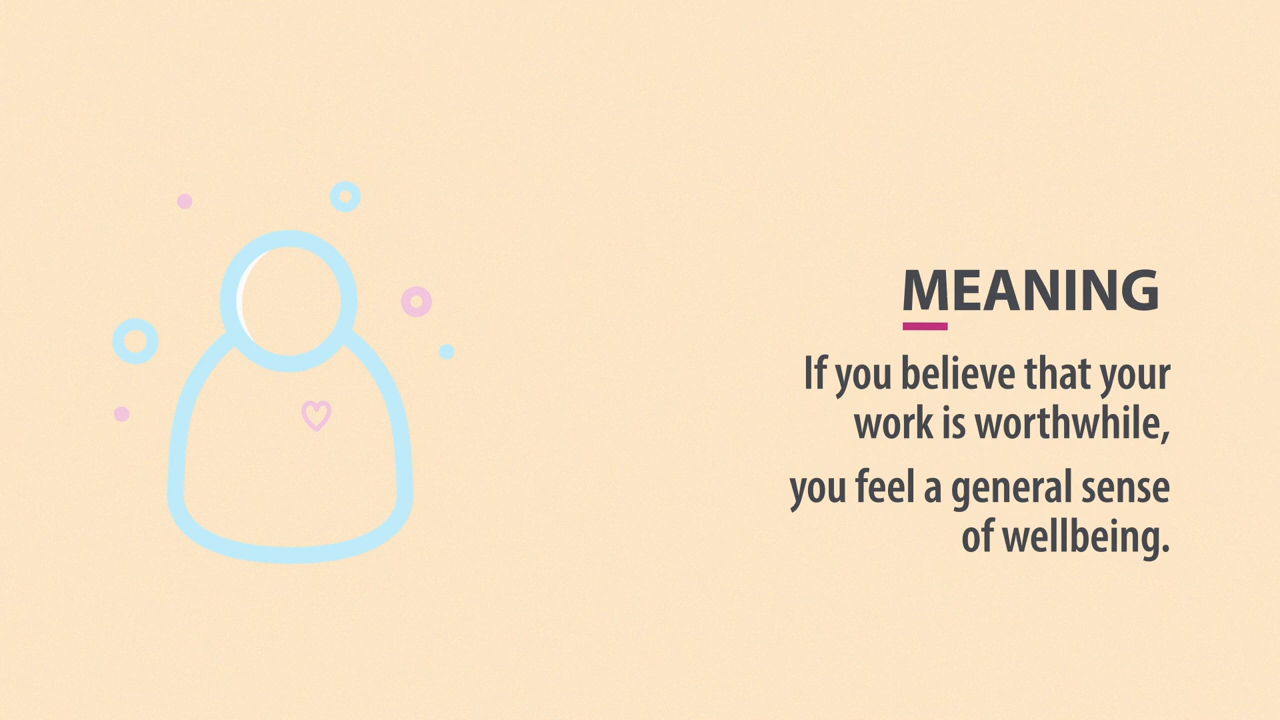 MEANING
If you believe that your
work is worthwhile,
you feel a general sense
of wellbeing.